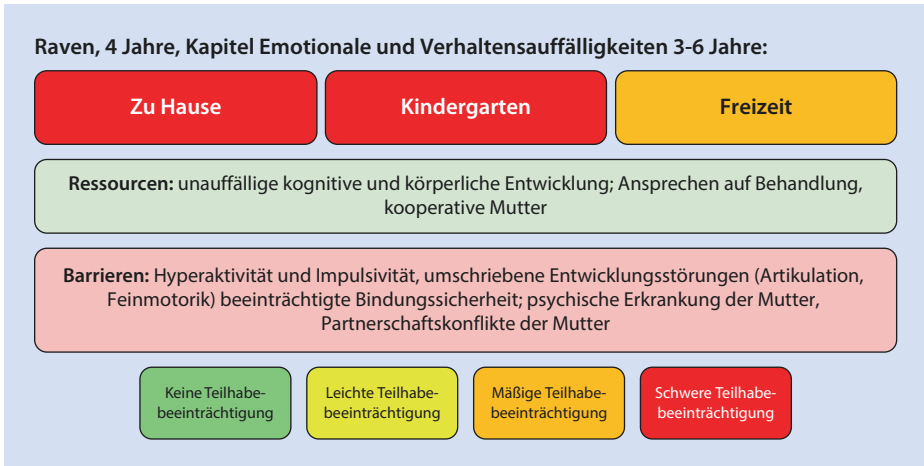 Raven, 4 Jahre, Kapitel Emotionale und Verhaltensauffälligkeiten 3-6 Jahre:
Zu Hause
Kindergarten
Freizeit
Ressourcen: unauffällige kognitive und körperliche Entwicklung; Ansprechen auf Behandlung,
kooperative Mutter
Barrieren: Hyperaktivität und Impulsivität, umschriebene Entwicklungsstörungen (Artikulation,
Feinmotorik) beeinträchtigte Bindungssicherheit; psychische Erkrankung der Mutter,
Partnerschaftskonflikte der Mutter
Keine Teilhabe-
beeinträchtigung
Leichte Teilhabe-
beeinträchtigung
Mäßige Teilhabe-
beeinträchtigung
Schwere Teilhabe-
beeinträchtigung